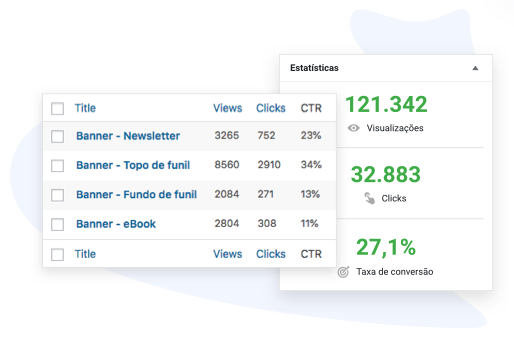 Title Views Clicks CTR
Banner - Newsletter 3265 752 23%
Banner - Topo de funil 8560 2910 34%
Banner - Fundo de funil 2084 271 13%
Banner - eBook 2804 308 11%
Title Views Clicks CTR
Estatísticas
121.342
Visualizações
32.883
Clicks
27,1%
Taxa de conversão